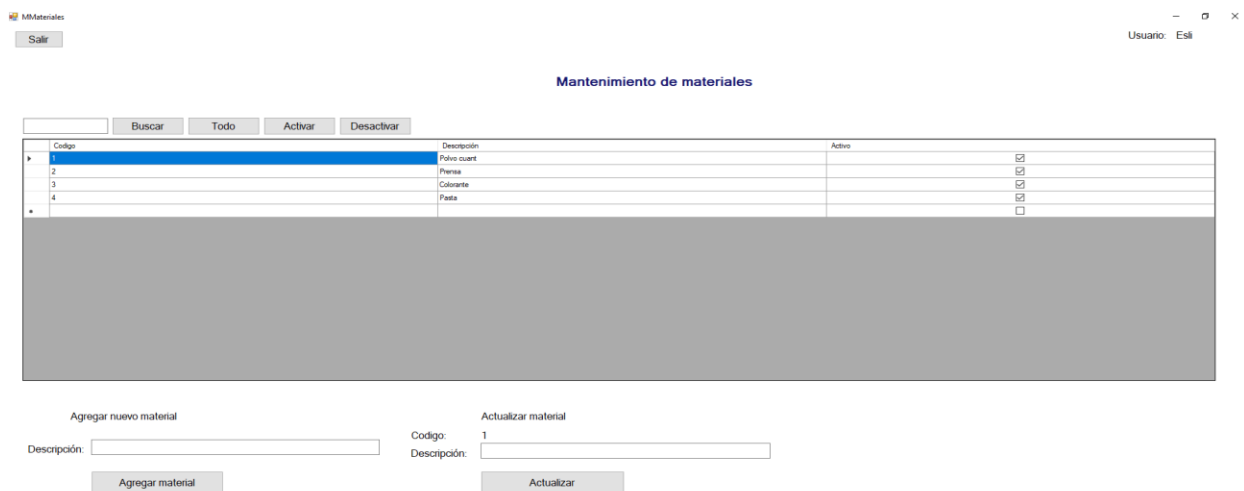 MMateriales
Salir
Usuario: Esli
Mantenimiento de materiales
Buscar Todo Activar Desactivar
Codigo Descripción Activo
1 Polvo cuant
2 Prensa
3 Colorante
4 Pasta
Agregar nuevo material Actualizar material
Codigo: 1
Descripción: Descripción:
Agregar material Actualizar